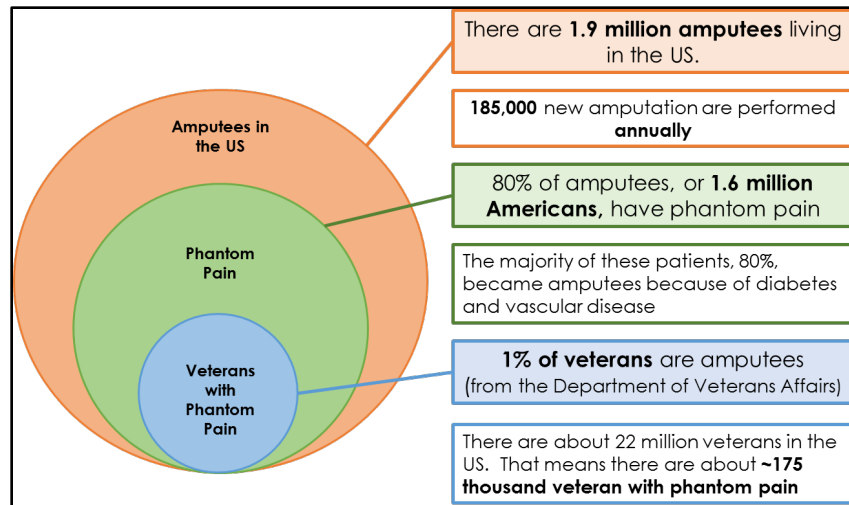 Amputees in
the US
Phantom
Pain
Veterans
with
Phantom
Pain
There are 1.9 million amputees living
in the US.
185,000 new amputation are performed
annually
80% of amputees, or 1.6 million
Americans, have phantom pain
The majority of these patients, 80%,
became amputees because of diabetes
and vascular disease
1% of veterans are amputees
(from the Department of Veterans Affairs)
There are about 22 million veterans in the
US.  That means there are about ~175
thousand veteran with phantom pain